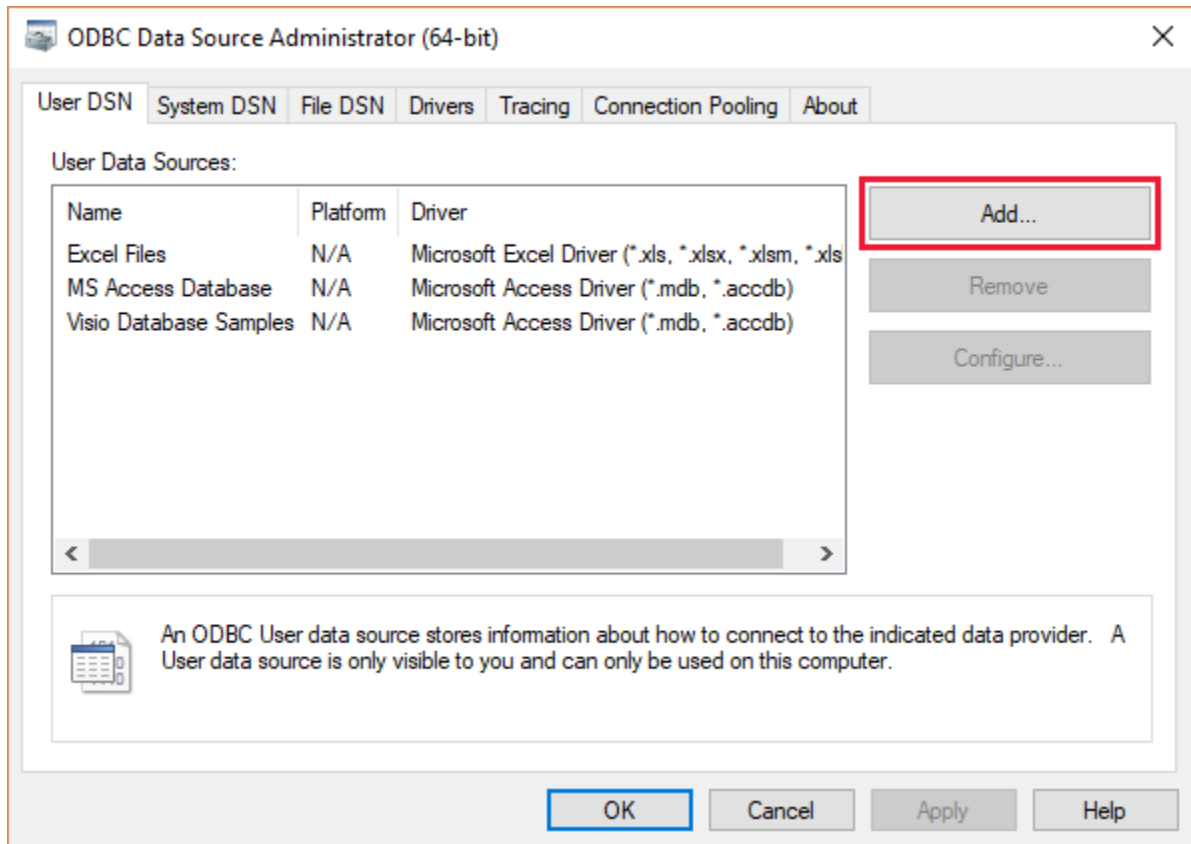 ODBC Data Source Administrator (64-bit)
User DSN System DSN File DSN Drivers Tracing Connection Pooling About
User Data Sources:
Name Platform Driver
Excel Files N/A Microsoft Excel Driver (*.xls, *.xlsx, *.xlsm, *.xls
MS Access Database N/A Microsoft Access Driver (*.mdb, *.accdb)
Visio Database Samples N/A Microsoft Access Driver (*.mdb, *.accdb)
Add...
Remove
Configure...
An ODBC User data source stores information about how to connect to the indicated data provider. A
User data source is only visible to you and can only be used on this computer.
OK Cancel Apply Help